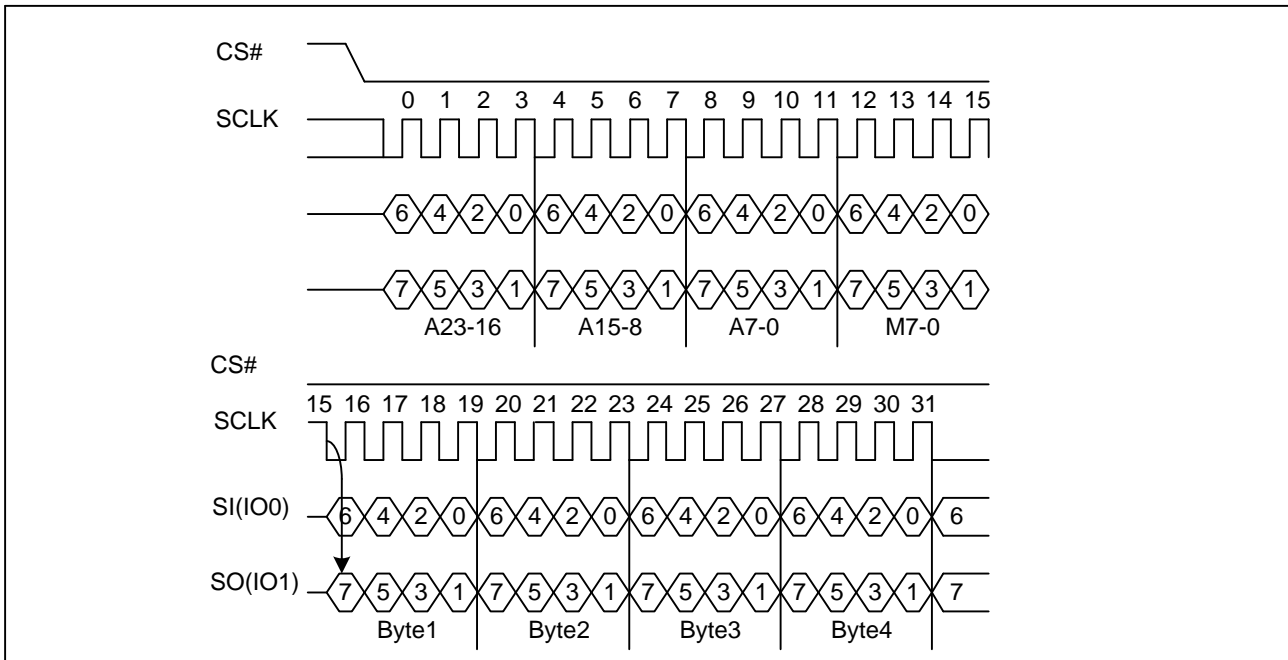 CS#
0 1 2 3 4 5 6 7 8 9 10 11 12 13 14 15
SCLK
6 4 2 0 6 4 2 0 6 4 2 0 6 4 2 0
7 5 3 1 7 5 3 1 7 5 3 1 7 5 3 1
A23-16 A15-8 A7-0 M7-0
CS#
15 16 17 18 19 20 21 22 23 24 25 26 27 28 29 30 31
SCLK
SI(IO0) 6 4 2 0 6 4 2 0 6 4 2 0 6 4 2 0 6
SO(IO1) 7 5 3 1 7 5 3 1 7 5 3 1 7 5 3 1 7
Byte1 Byte2 Byte3 Byte4